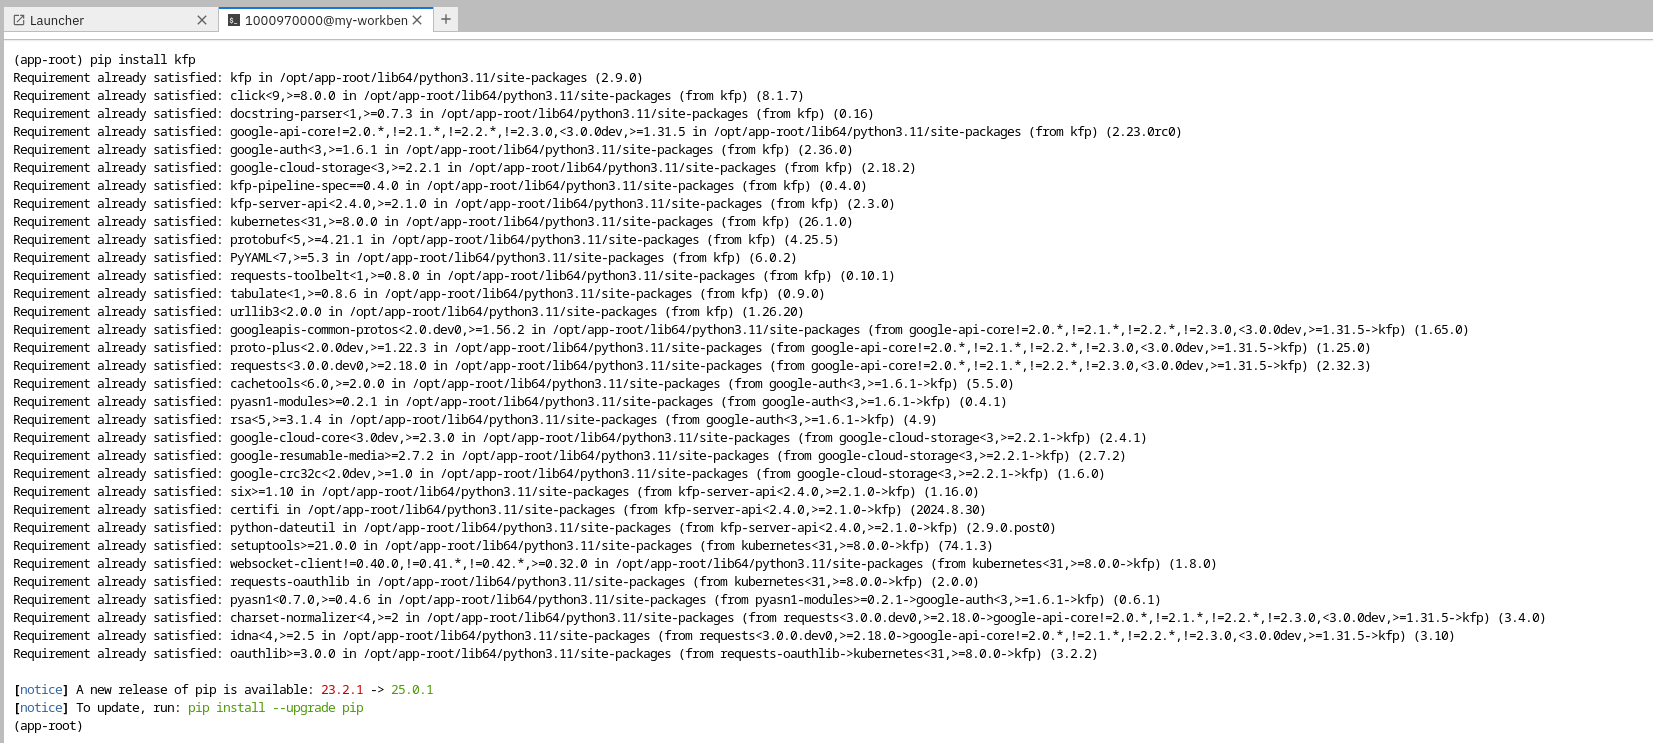 Launcher
1000970000@my-workben
(app-root) pip install kfp
Requirement already satisfied: kfp in /opt/app-root/lib64/python3.11/site-packages (2.9.0)
Requirement already satisfied: click<9,>=8.0.0 in /opt/app-root/lib64/python3.11/site-packages (from kfp) (8.1.7)
Requirement already satisfied: docstring-parser<1,>=0.7.3 in /opt/app-root/lib64/python3.11/site-packages (from kfp) (0.16)
Requirement already satisfied: google-api-core!=2.0.*,!=2.1.*,!=2.2.*,!=2.3.0,<3.0.0dev,>=1.31.5 in /opt/app-root/lib64/python3.11/site-packages (from kfp) (2.23.0rc0)
Requirement already satisfied: google-auth<3,>=1.6.1 in /opt/app-root/lib64/python3.11/site-packages (from kfp) (2.36.0)
Requirement already satisfied: google-cloud-storage<3,>=2.2.1 in /opt/app-root/lib64/python3.11/site-packages (from kfp) (2.18.2)
Requirement already satisfied: kfp-pipeline-spec==0.4.0 in /opt/app-root/lib64/python3.11/site-packages (from kfp) (0.4.0)
Requirement already satisfied: kfp-server-api<2.4.0,>=2.1.0 in /opt/app-root/lib64/python3.11/site-packages (from kfp) (2.3.0)
Requirement already satisfied: kubernetes<31,>=8.0.0 in /opt/app-root/lib64/python3.11/site-packages (from kfp) (26.1.0)
Requirement already satisfied: protobuf<5,>=4.21.1 in /opt/app-root/lib64/python3.11/site-packages (from kfp) (4.25.5)
Requirement already satisfied: PyYAML<7,>=5.3 in /opt/app-root/lib64/python3.11/site-packages (from kfp) (6.0.2)
Requirement already satisfied: requests-toolbelt<1,>=0.8.0 in /opt/app-root/lib64/python3.11/site-packages (from kfp) (0.10.1)
Requirement already satisfied: tabulate<1,>=0.8.6 in /opt/app-root/lib64/python3.11/site-packages (from kfp) (0.9.0)
Requirement already satisfied: urllib3<2.0.0 in /opt/app-root/lib64/python3.11/site-packages (from kfp) (1.26.20)
Requirement already satisfied: googleapis-common-protos<2.0.dev0,>=1.56.2 in /opt/app-root/lib64/python3.11/site-packages (from google-api-core!=2.0.*,!=2.1.*,!=2.2.*,!=2.3.0,<3.0.0dev,>=1.31.5->kfp) (1.65.0)
Requirement already satisfied: proto-plus<2.0.0dev,>=1.22.3 in /opt/app-root/lib64/python3.11/site-packages (from google-api-core!=2.0.*,!=2.1.*,!=2.2.*,!=2.3.0,<3.0.0dev,>=1.31.5->kfp) (1.25.0)
Requirement already satisfied: requests<3.0.0.dev0,>=2.18.0 in /opt/app-root/lib64/python3.11/site-packages (from google-api-core!=2.0.*,!=2.1.*,!=2.2.*,!=2.3.0,<3.0.0dev,>=1.31.5->kfp) (2.32.3)
Requirement already satisfied: cachetools<6.0,>=2.0.0 in /opt/app-root/lib64/python3.11/site-packages (from google-auth<3,>=1.6.1->kfp) (5.5.0)
Requirement already satisfied: pyasn1-modules>=0.2.1 in /opt/app-root/lib64/python3.11/site-packages (from google-auth<3,>=1.6.1->kfp) (0.4.1)
Requirement already satisfied: rsa<5,>=3.1.4 in /opt/app-root/lib64/python3.11/site-packages (from google-auth<3,>=1.6.1->kfp) (4.9)
Requirement already satisfied: google-cloud-core<3.0dev,>=2.3.0 in /opt/app-root/lib64/python3.11/site-packages (from google-cloud-storage<3,>=2.2.1->kfp) (2.4.1)
Requirement already satisfied: google-resumable-media>=2.7.2 in /opt/app-root/lib64/python3.11/site-packages (from google-cloud-storage<3,>=2.2.1->kfp) (2.7.2)
Requirement already satisfied: google-crc32c<2.0dev,>=1.0 in /opt/app-root/lib64/python3.11/site-packages (from google-cloud-storage<3,>=2.2.1->kfp) (1.6.0)
Requirement already satisfied: six>=1.10 in /opt/app-root/lib64/python3.11/site-packages (from kfp-server-api<2.4.0,>=2.1.0->kfp) (1.16.0)
Requirement already satisfied: certifi in /opt/app-root/lib64/python3.11/site-packages (from kfp-server-api<2.4.0,>=2.1.0->kfp) (2024.8.30)
Requirement already satisfied: python-dateutil in /opt/app-root/lib64/python3.11/site-packages (from kfp-server-api<2.4.0,>=2.1.0->kfp) (2.9.0.post0)
Requirement already satisfied: setuptools>=21.0.0 in /opt/app-root/lib64/python3.11/site-packages (from kubernetes<31,>=8.0.0->kfp) (74.1.3)
Requirement already satisfied: websocket-client!=0.40.0,!=0.41.*,!=0.42.*,>=0.32.0 in /opt/app-root/lib64/python3.11/site-packages (from kubernetes<31,>=8.0.0->kfp) (1.8.0)
Requirement already satisfied: requests-oauthlib in /opt/app-root/lib64/python3.11/site-packages (from kubernetes<31,>=8.0.0->kfp) (2.0.0)
Requirement already satisfied: pyasn1<0.7.0,>=0.4.6 in /opt/app-root/lib64/python3.11/site-packages (from pyasn1-modules>=0.2.1->google-auth<3,>=1.6.1->kfp) (0.6.1)
Requirement already satisfied: charset-normalizer<4,>=2 in /opt/app-root/lib64/python3.11/site-packages (from requests<3.0.0.dev0,>=2.18.0->google-api-core!=2.0.*,!=2.1.*,!=2.2.*,!=2.3.0,<3.0.0dev,>=1.31.5->kfp) (3.4.0)
Requirement already satisfied: idna<4,>=2.5 in /opt/app-root/lib64/python3.11/site-packages (from requests<3.0.0.dev0,>=2.18.0->google-api-core!=2.0.*,!=2.1.*,!=2.2.*,!=2.3.0,<3.0.0dev,>=1.31.5->kfp) (3.10)
Requirement already satisfied: oauthlib>=3.0.0 in /opt/app-root/lib64/python3.11/site-packages (from requests-oauthlib->kubernetes<31,>=8.0.0->kfp) (3.2.2)
[notice] A new release of pip is available: 23.2.1 -> 25.0.1
[notice] To update, run: pip install --upgrade pip
(app-root)